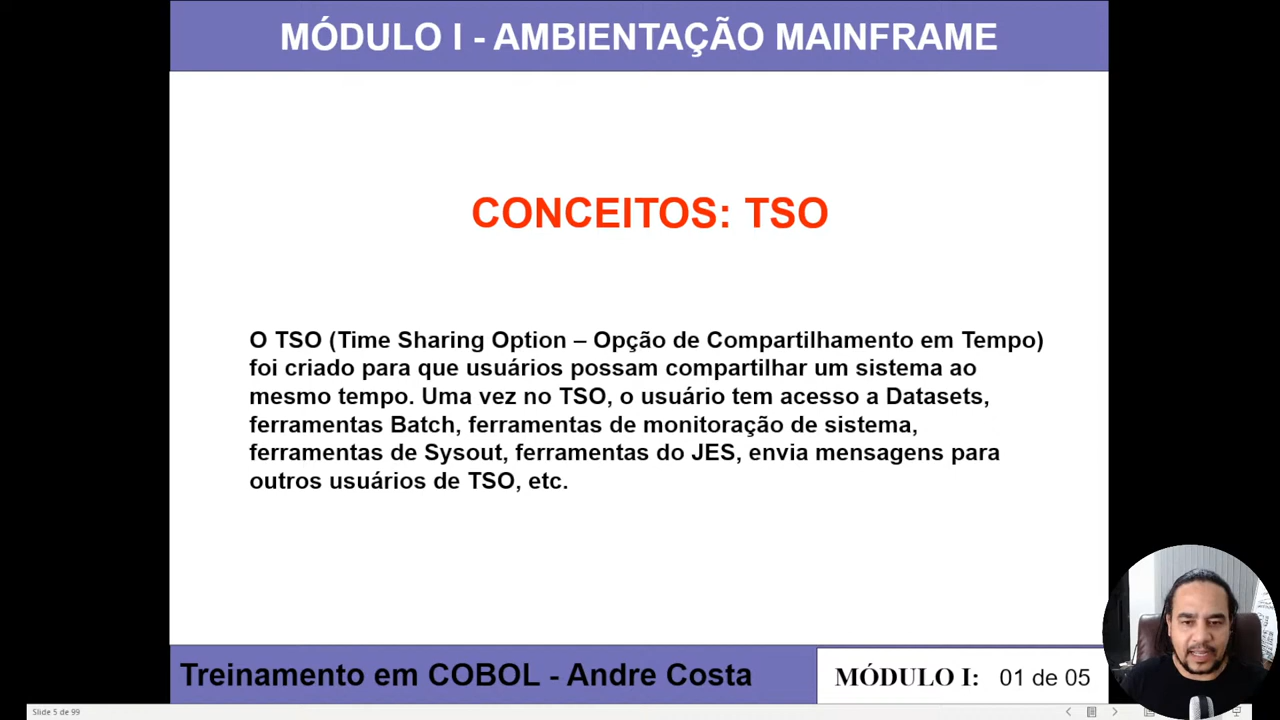 MÓDULO I - AMBIENTAÇÃO MAINFRAME
CONCEITOS: TSO
O TSO (Time Sharing Option – Opção de Compartilhamento em Tempo)
foi criado para que usuários possam compartilhar um sistema ao
mesmo tempo. Uma vez no TSO, o usuário tem acesso a Datasets,
ferramentas Batch, ferramentas de monitoração de sistema,
ferramentas de Sysout, ferramentas do JES, envia mensagens para
outros usuários de TSO, etc.
Treinamento em COBOL - Andre Costa
MÓDULO I: 01 de 05
Slide 5 de 99